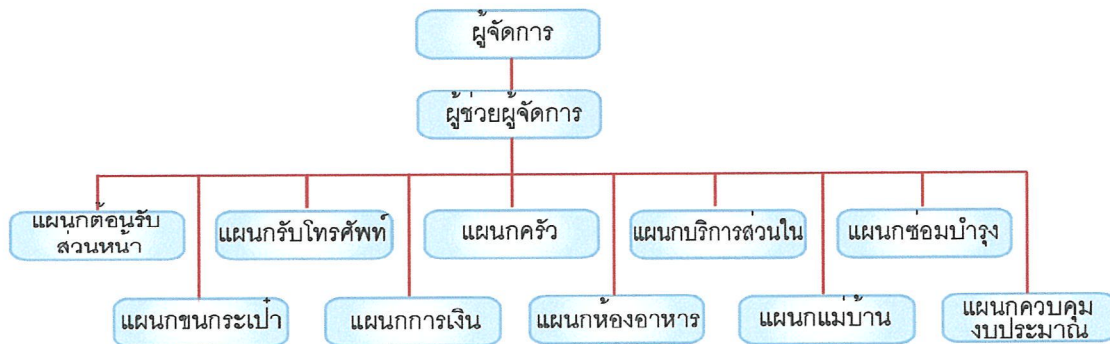 ผู้จัดการ
ผู้ช่วยผู้จัดการ
แผนกต้อนรับ
ส่วนหน้า
แผนกรับโทรศัพท์
แผนกครัว
แผนกบริการส่วนใน
แผนกซ่อมบำรุง
แผนกขนกระเป๋า
แผนกการเงิน
แผนกห้องอาหาร
แผนกแม่บ้าน
แผนกควบคุม
งบประมาณ